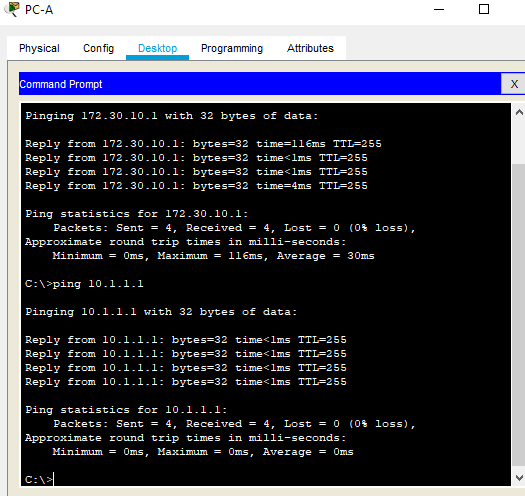 PC-A
Physical Config Desktop Programming Attributes
Command Prompt X
Pinging 172.30.10.1 with 32 bytes of data:
Reply from 172.30.10.1: bytes=32 time=116ms TTL=255
Reply from 172.30.10.1: bytes=32 time<1ms TTL=255
Reply from 172.30.10.1: bytes=32 time<1ms TTL=255
Reply from 172.30.10.1: bytes=32 time=4ms TTL=255
Ping statistics for 172.30.10.1:
Packets: Sent = 4, Received = 4, Lost = 0 (0% loss),
Approximate round trip times in milli-seconds:
Minimum = 0ms, Maximum = 116ms, Average = 30ms
C:\>ping 10.1.1.1
Pinging 10.1.1.1 with 32 bytes of data:
Reply from 10.1.1.1: bytes=32 time<1ms TTL=255
Reply from 10.1.1.1: bytes=32 time<1ms TTL=255
Reply from 10.1.1.1: bytes=32 time<1ms TTL=255
Reply from 10.1.1.1: bytes=32 time<1ms TTL=255
Ping statistics for 10.1.1.1:
Packets: Sent = 4, Received = 4, Lost = 0 (0% loss),
Approximate round trip times in milli-seconds:
Minimum = 0ms, Maximum = 0ms, Average = 0ms
C:\>